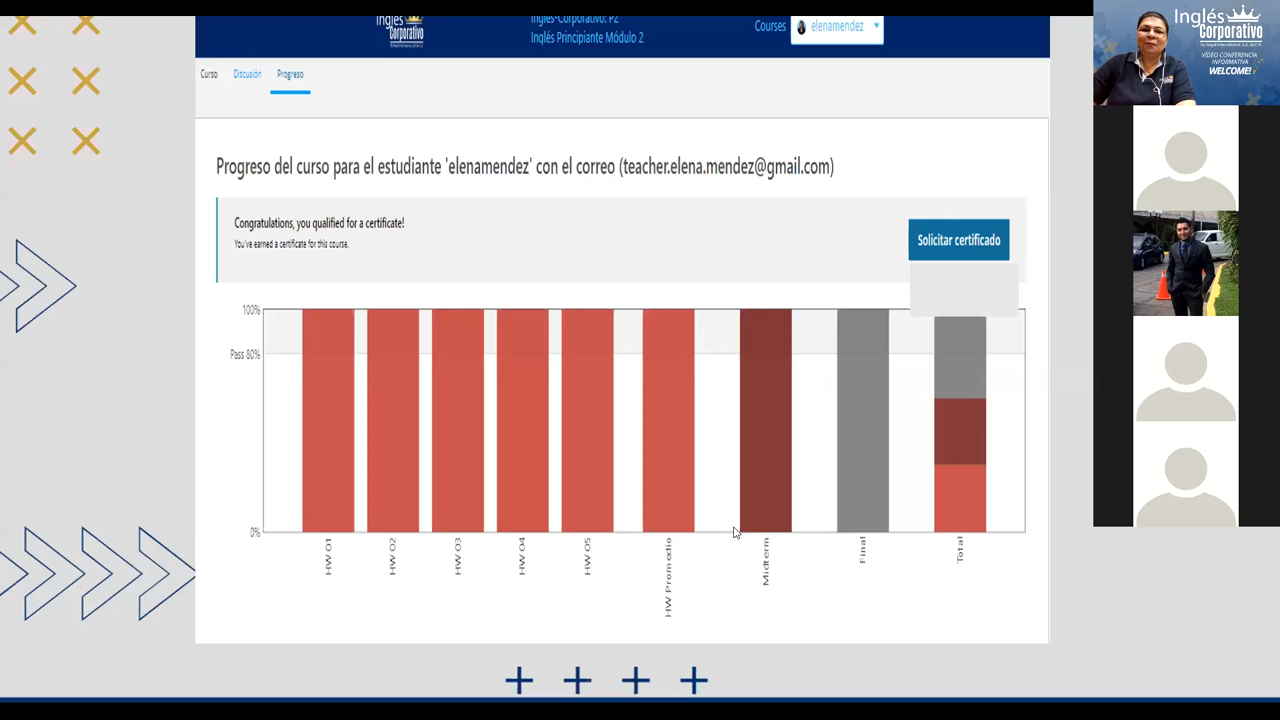 Inglés
Corporativo
Inglés-Corporativo: P2
Inglés Principiante Módulo 2
Courses
elenamendez
Curso
Discusión
Progreso
Progreso del curso para el estudiante 'elenamendez' con el correo (teacher.elena.mendez@gmail.com)
Congratulations, you qualified for a certificate!
You've earned a certificate for this course.
Solicitar certificado
100%
Pass 80%
0%
HW 01
HW 02
HW 03
HW 04
HW 05
HW Promedio
Midterm
Final
Total
Inglés
Corporativo
VÍDEO CONFERENCIA
INFORMATIVA
WELCOME!